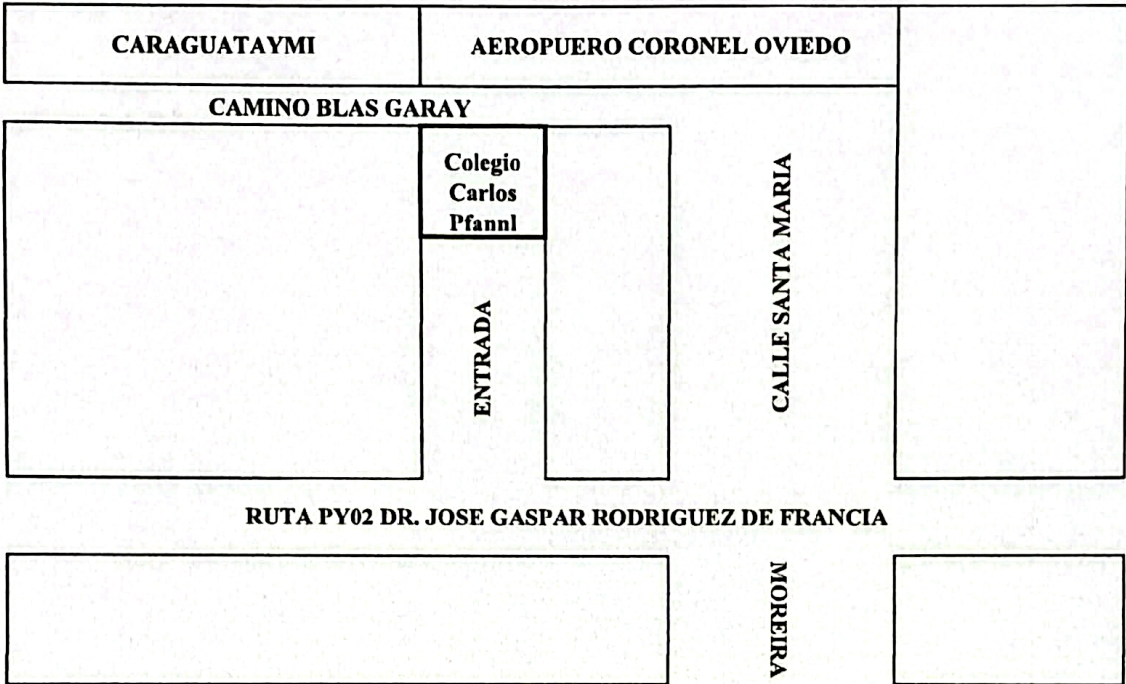 CARAGUATAYMI
AEROPUERO CORONEL OVIEDO
CAMINO BLAS GARAY
Colegio
Carlos
Pfannl
ENTRADA
CALLE SANTA MARIA
RUTA PY02 DR. JOSE GASPAR RODRIGUEZ DE FRANCIA
MOREIRA